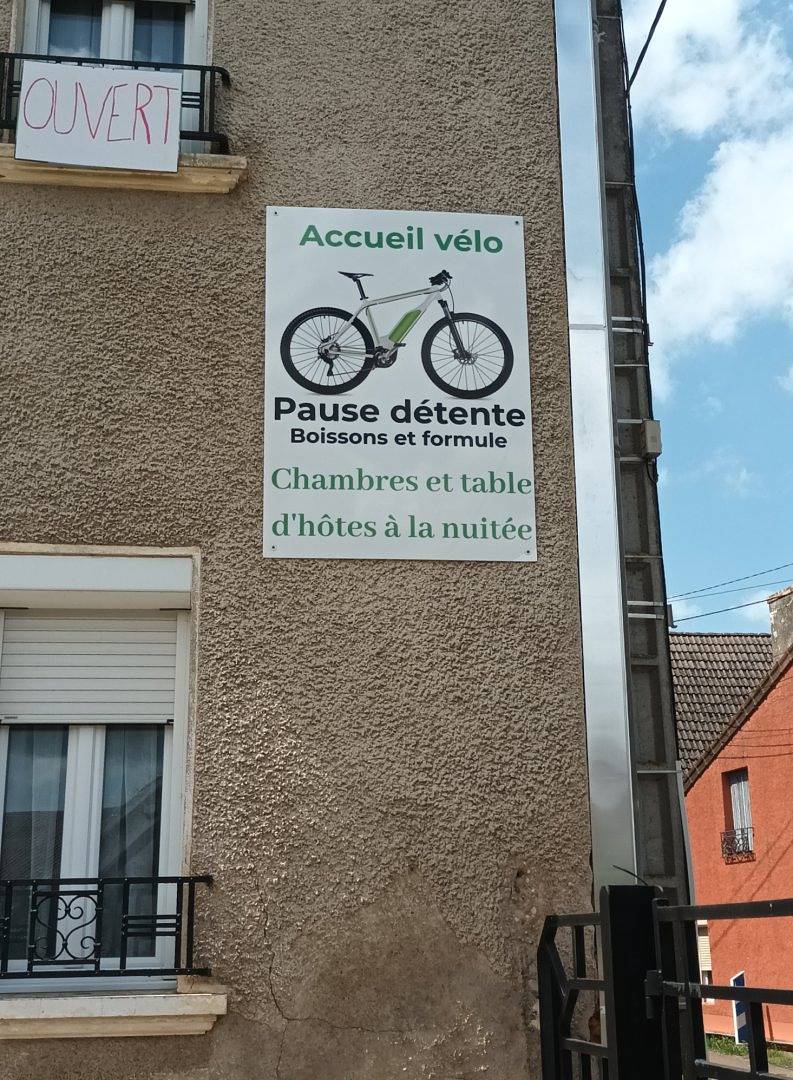 OUVERT
Accueil vélo
Pause détente
Boissons et formule
Chambres et table
d'hôtes à la nuitée